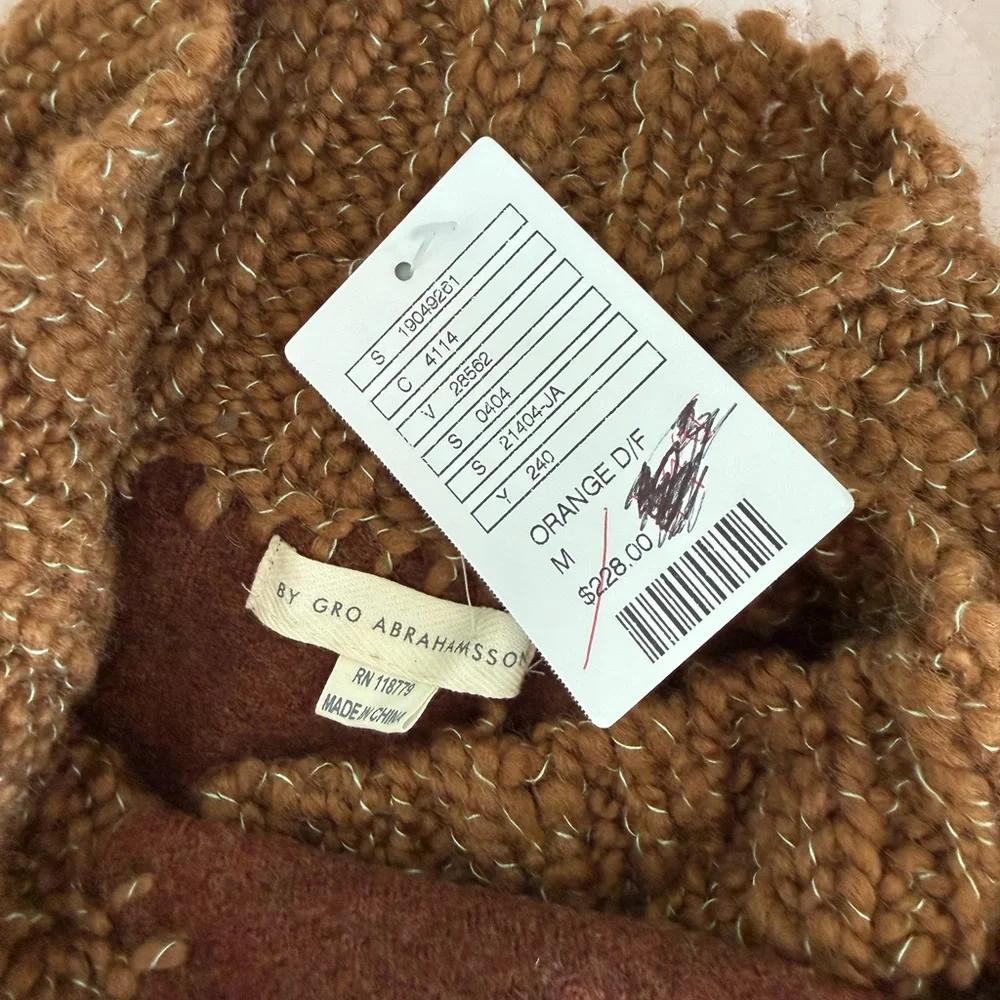 S 19049261
C 4114
V 28562
S 0404
S 21404-JA
Y 240
ORANGE D/F
M
$228.00
BY GRO ABRAHAMSSON
RN 118779
MADE IN CHINA